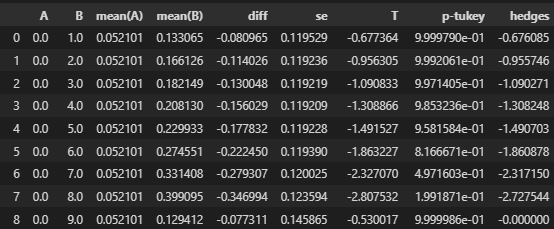 A B mean(A) mean(B) diff se T p-tukey hedges
0 0.0 1.0 0.052101 0.133065 -0.080965 0.119529 -0.677364 9.999790e-01 -0.676085
1 0.0 2.0 0.052101 0.166126 -0.114026 0.119236 -0.956305 9.992061e-01 -0.955746
2 0.0 3.0 0.052101 0.182149 -0.130048 0.119219 -1.090833 9.971405e-01 -1.090271
3 0.0 4.0 0.052101 0.208130 -0.156029 0.119209 -1.308866 9.853236e-01 -1.308248
4 0.0 5.0 0.052101 0.229933 -0.177832 0.119228 -1.491527 9.581584e-01 -1.490703
5 0.0 6.0 0.052101 0.274551 -0.222450 0.119390 -1.863227 8.166671e-01 -1.860878
6 0.0 7.0 0.052101 0.331408 -0.279307 0.120025 -2.327070 4.971603e-01 -2.317150
7 0.0 8.0 0.052101 0.399095 -0.346994 0.123594 -2.807532 1.991871e-01 -2.727544
8 0.0 9.0 0.052101 0.129412 -0.077311 0.145865 -0.530017 9.999986e-01 -0.000000